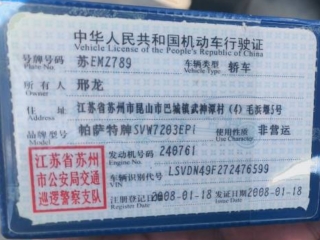 中华人民共和国机动车行驶证
Vehicle License of the People's Republic of China
号牌号码 苏EMZ789 车辆类型 轿车
Plate No. Vehicle Type
所有人 邢龙
Owner
住址 江苏省苏州市昆山市巴城镇武神潭村(4)毛浜塆5号
Address
品牌型号 帕萨特牌SVW7203EPi 使用性质 非营运
Model Use Character
发动机号码 248761
Engine No.
车辆识别代号 LSVDN49F272476599
VIN
注册登记日期 2008-01-18 发证日期 2008-01-18
Register Date Issue Date
江苏省苏州
市公安局交通
巡逻警察支队